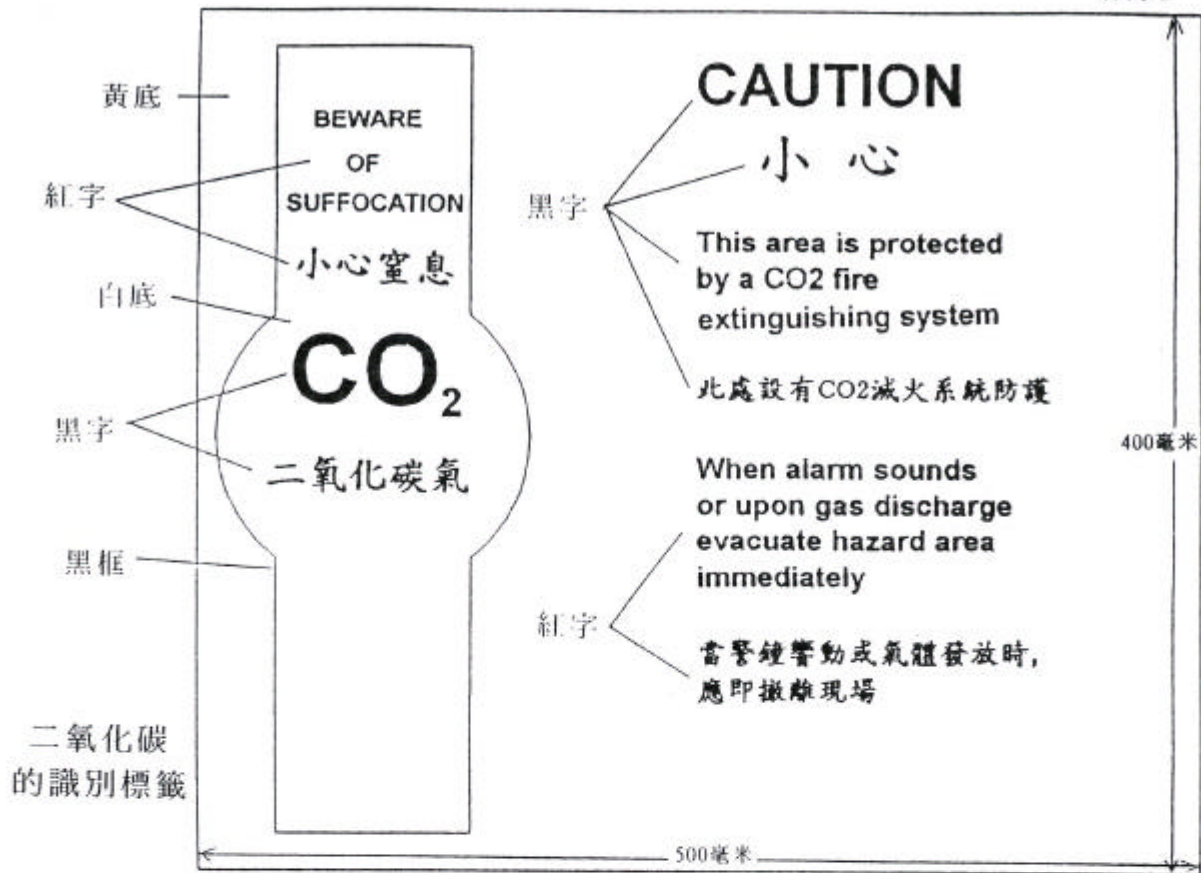 黃底
紅字
白底
黑字
黑框
二氧化碳
的識別標籤
BEWARE
OF
SUFFOCATION
小心窒息
CO₂
二氧化碳氣
黑字
CAUTION
小心
This area is protected
by a CO2 fire
extinguishing system
此處設有CO2滅火系統防護
紅字
When alarm sounds
or upon gas discharge
evacuate hazard area
immediately
當警鐘響動或氣體發放時,
應即撤離現場
400毫米
500毫米